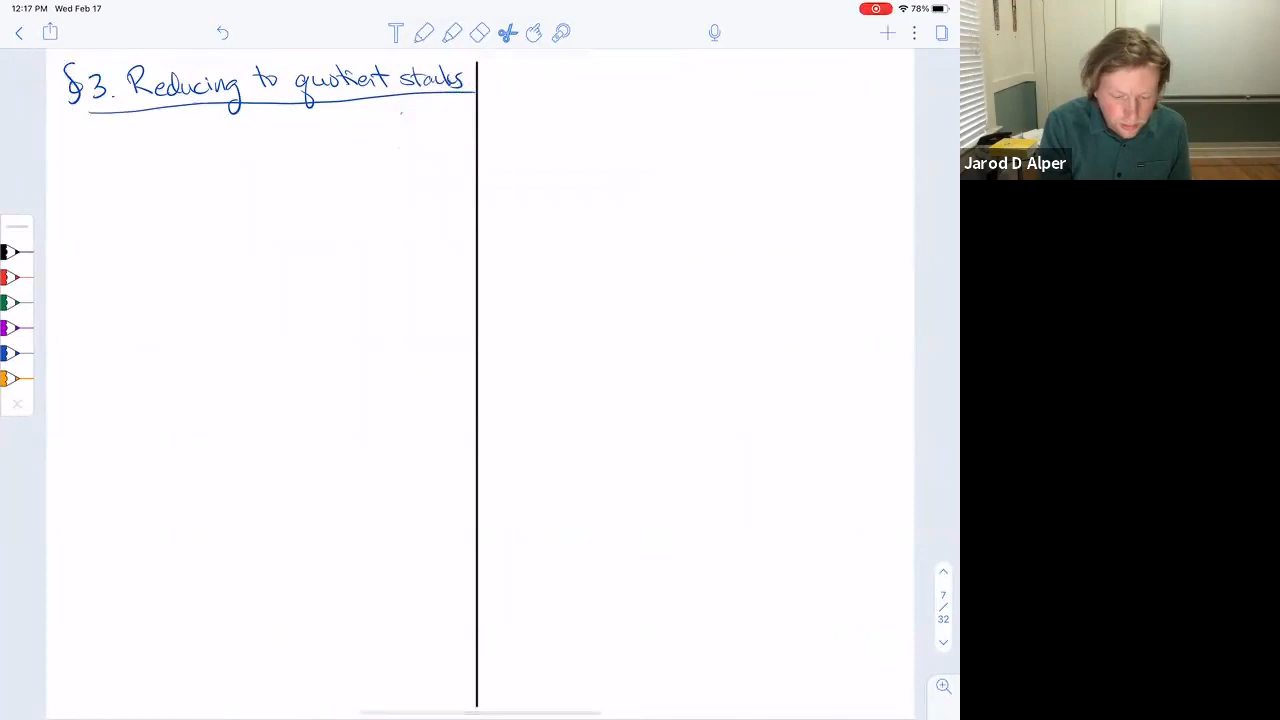 12:17 PM Wed Feb 17
78%
§3. Reducing to quotient stacks
Jarod D Alper
7
/
32